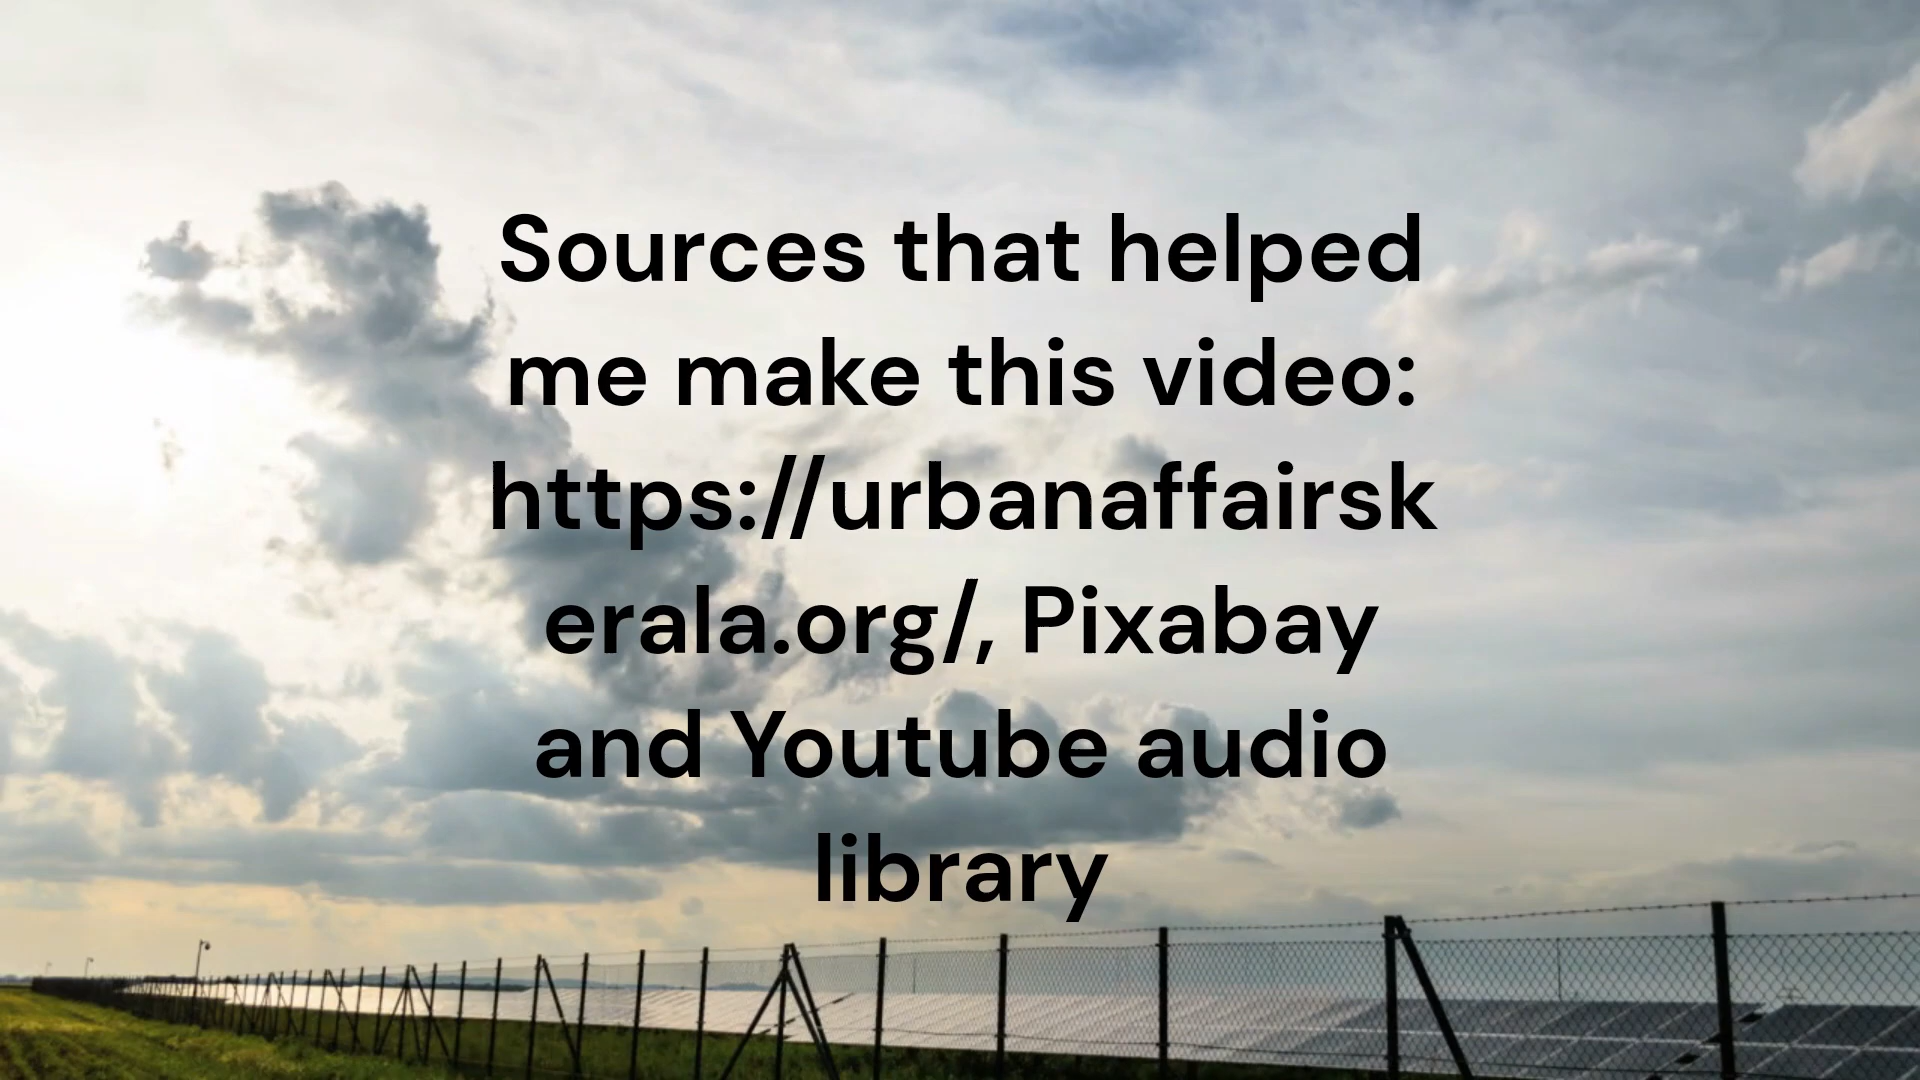 Sources that helped
me make this video:
https://urbanaffairsk
erala.org/, Pixabay
and Youtube audio
library